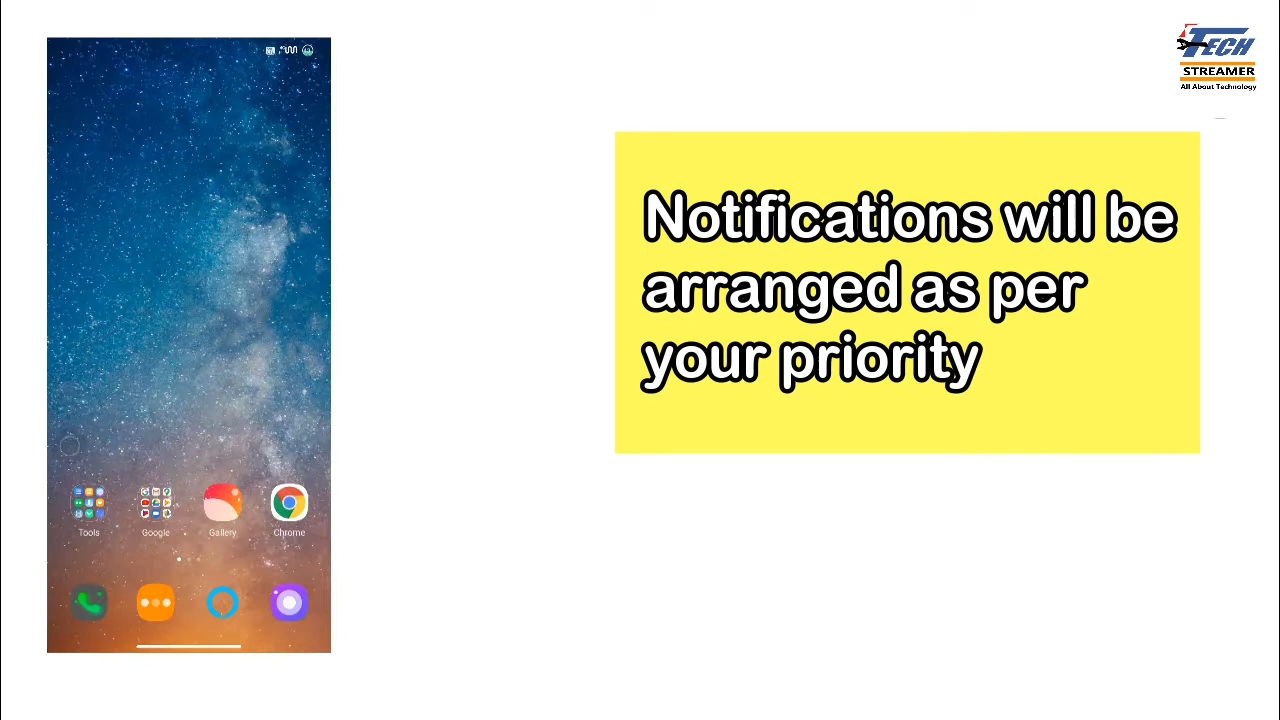 TECH
STREAMER
All About Technology
Notifications will be
arranged as per
your priority
Tools
Google
Gallery
Chrome